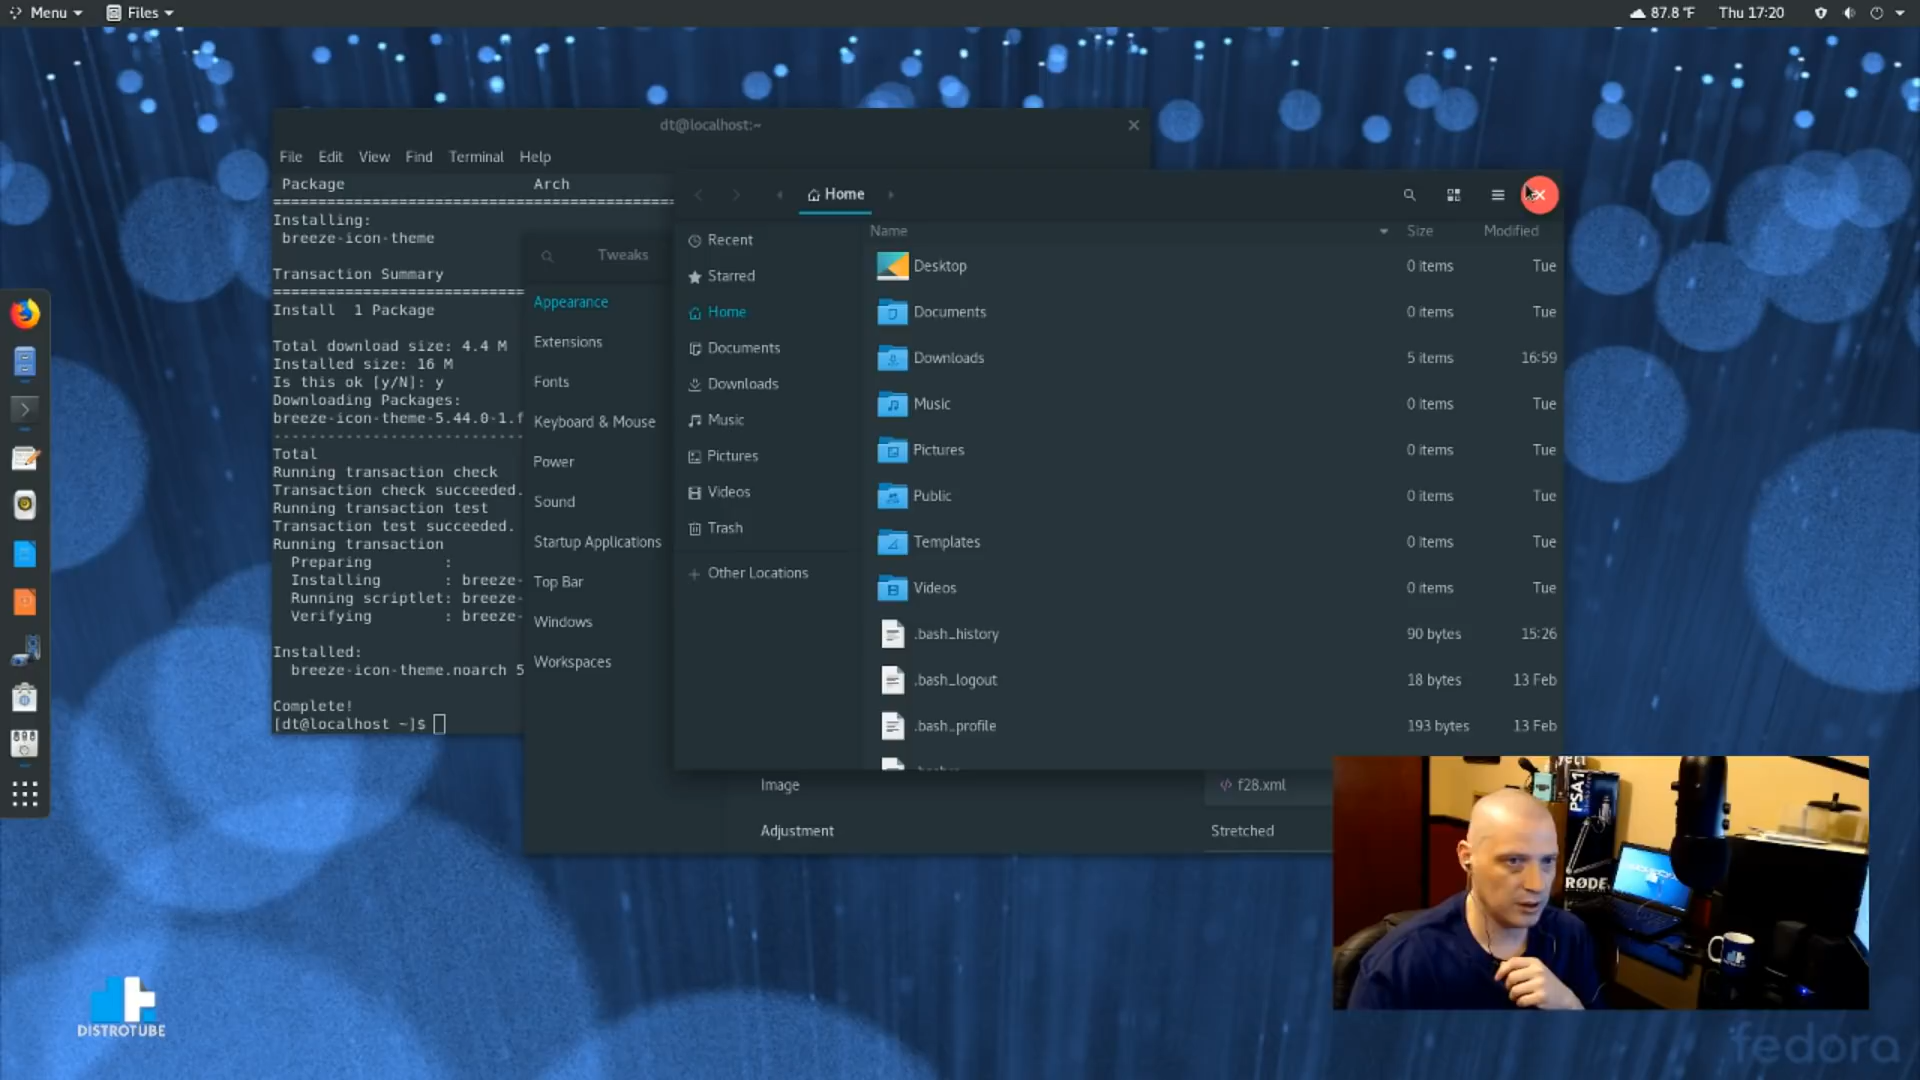 Menu
Files
87.8 °F
Thu 17:20
dt@localhost:~
File Edit View Find Terminal Help
Package Arch
================================
Installing:
breeze-icon-theme
Transaction Summary
================================
Install 1 Package
Total download size: 4.4 M
Installed size: 16 M
Is this ok [y/N]: y
Downloading Packages:
breeze-icon-theme-5.44.0-1.f
--------------------------------
Total
Running transaction check
Transaction check succeeded.
Running transaction test
Transaction test succeeded.
Running transaction
Preparing :
Installing : breeze-
Running scriptlet: breeze-
Verifying : breeze-
Installed:
breeze-icon-theme.noarch 5
Complete!
[dt@localhost ~]$
Tweaks
Appearance
Extensions
Fonts
Keyboard & Mouse
Power
Sound
Startup Applications
Top Bar
Windows
Workspaces
Home
Recent
Starred
Home
Documents
Downloads
Music
Pictures
Videos
Trash
Other Locations
Name Size Modified
Desktop 0 items Tue
Documents 0 items Tue
Downloads 5 items 16:59
Music 0 items Tue
Pictures 0 items Tue
Public 0 items Tue
Templates 0 items Tue
Videos 0 items Tue
.bash_history 90 bytes 15:26
.bash_logout 18 bytes 13 Feb
.bash_profile 193 bytes 13 Feb
Image f28.xml
Adjustment Stretched
PSA1
RØDE
DISTROTUBE
fedora